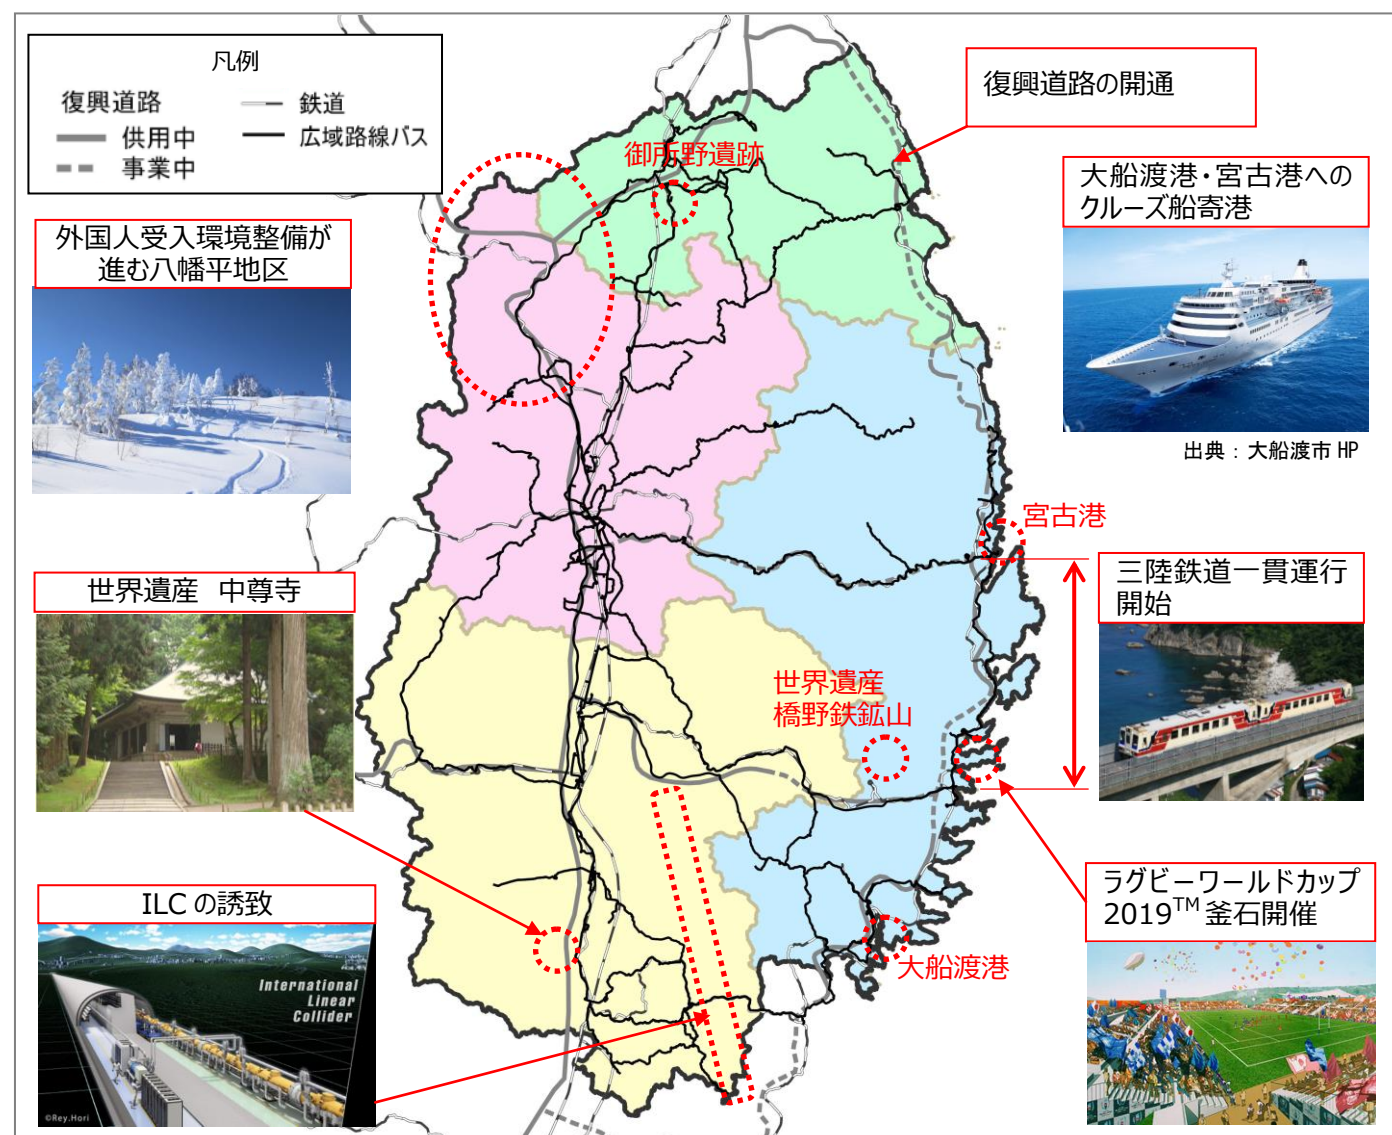 凡例
復興道路
供用中
事業中
鉄道
広域路線バス
復興道路の開通
御所野遺跡
大船渡港・宮古港への
クルーズ船寄港
出典：大船渡市 HP
外国人受入環境整備が
進む八幡平地区
宮古港
三陸鉄道一貫運行
開始
世界遺産　中尊寺
世界遺産
橋野鉄鉱山
ラグビーワールドカップ
2019™ 釜石開催
大船渡港
ILC の誘致
International
Linear
Collider
©Rey.Hori